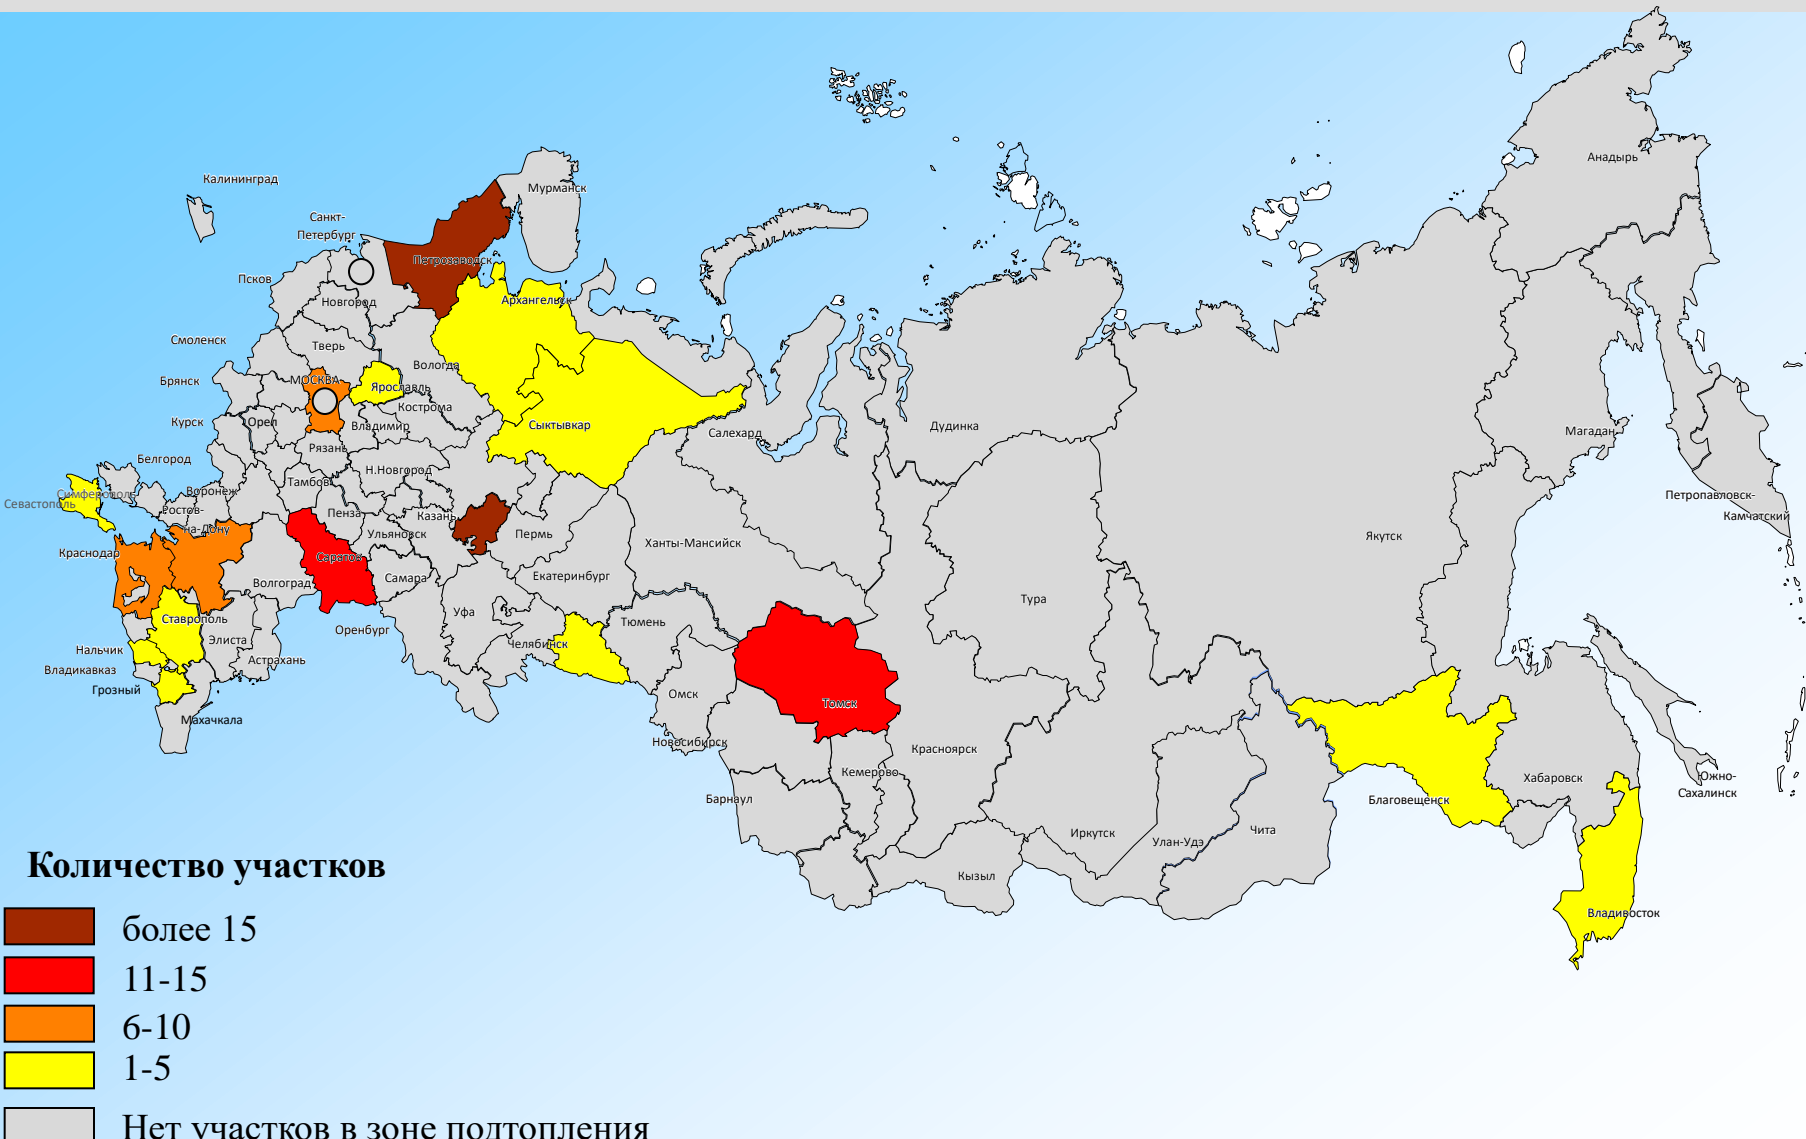 Анадырь
Калининград
Мурманск
Санкт-
Петербург
Петрозаводск
Псков
Архангельск
Новгород
Смоленск
Тверь
Вологда
Брянск
МОСКВА
Ярославль
Кострома
Курск
Орел
Владимир
Сыктывкар
Дудинка
Салехард
Магадан
Рязань
Белгород
Н.Новгород
Тамбов
Воронеж
Симферополь
Севастополь
Петропавловск-
Камчатский
Ростов-
на-Дону
Пенза
Казань
Ульяновск
Пермь
Якутск
Ханты-Мансийск
Краснодар
Саратов
Самара
Екатеринбург
Волгоград
Тура
Уфа
Ставрополь
Тюмень
Оренбург
Элиста
Челябинск
Нальчик
Астрахань
Владикавказ
Грозный
Омск
Томск
Махачкала
Новосибирск
Красноярск
Кемерово
Хабаровск
Южно-
Сахалинск
Барнаул
Благовещенск
Иркутск
Улан-Удэ
Чита
Кызыл
Владивосток
Количество участков
более 15
11-15
6-10
1-5
Нет участков в зоне подтопления